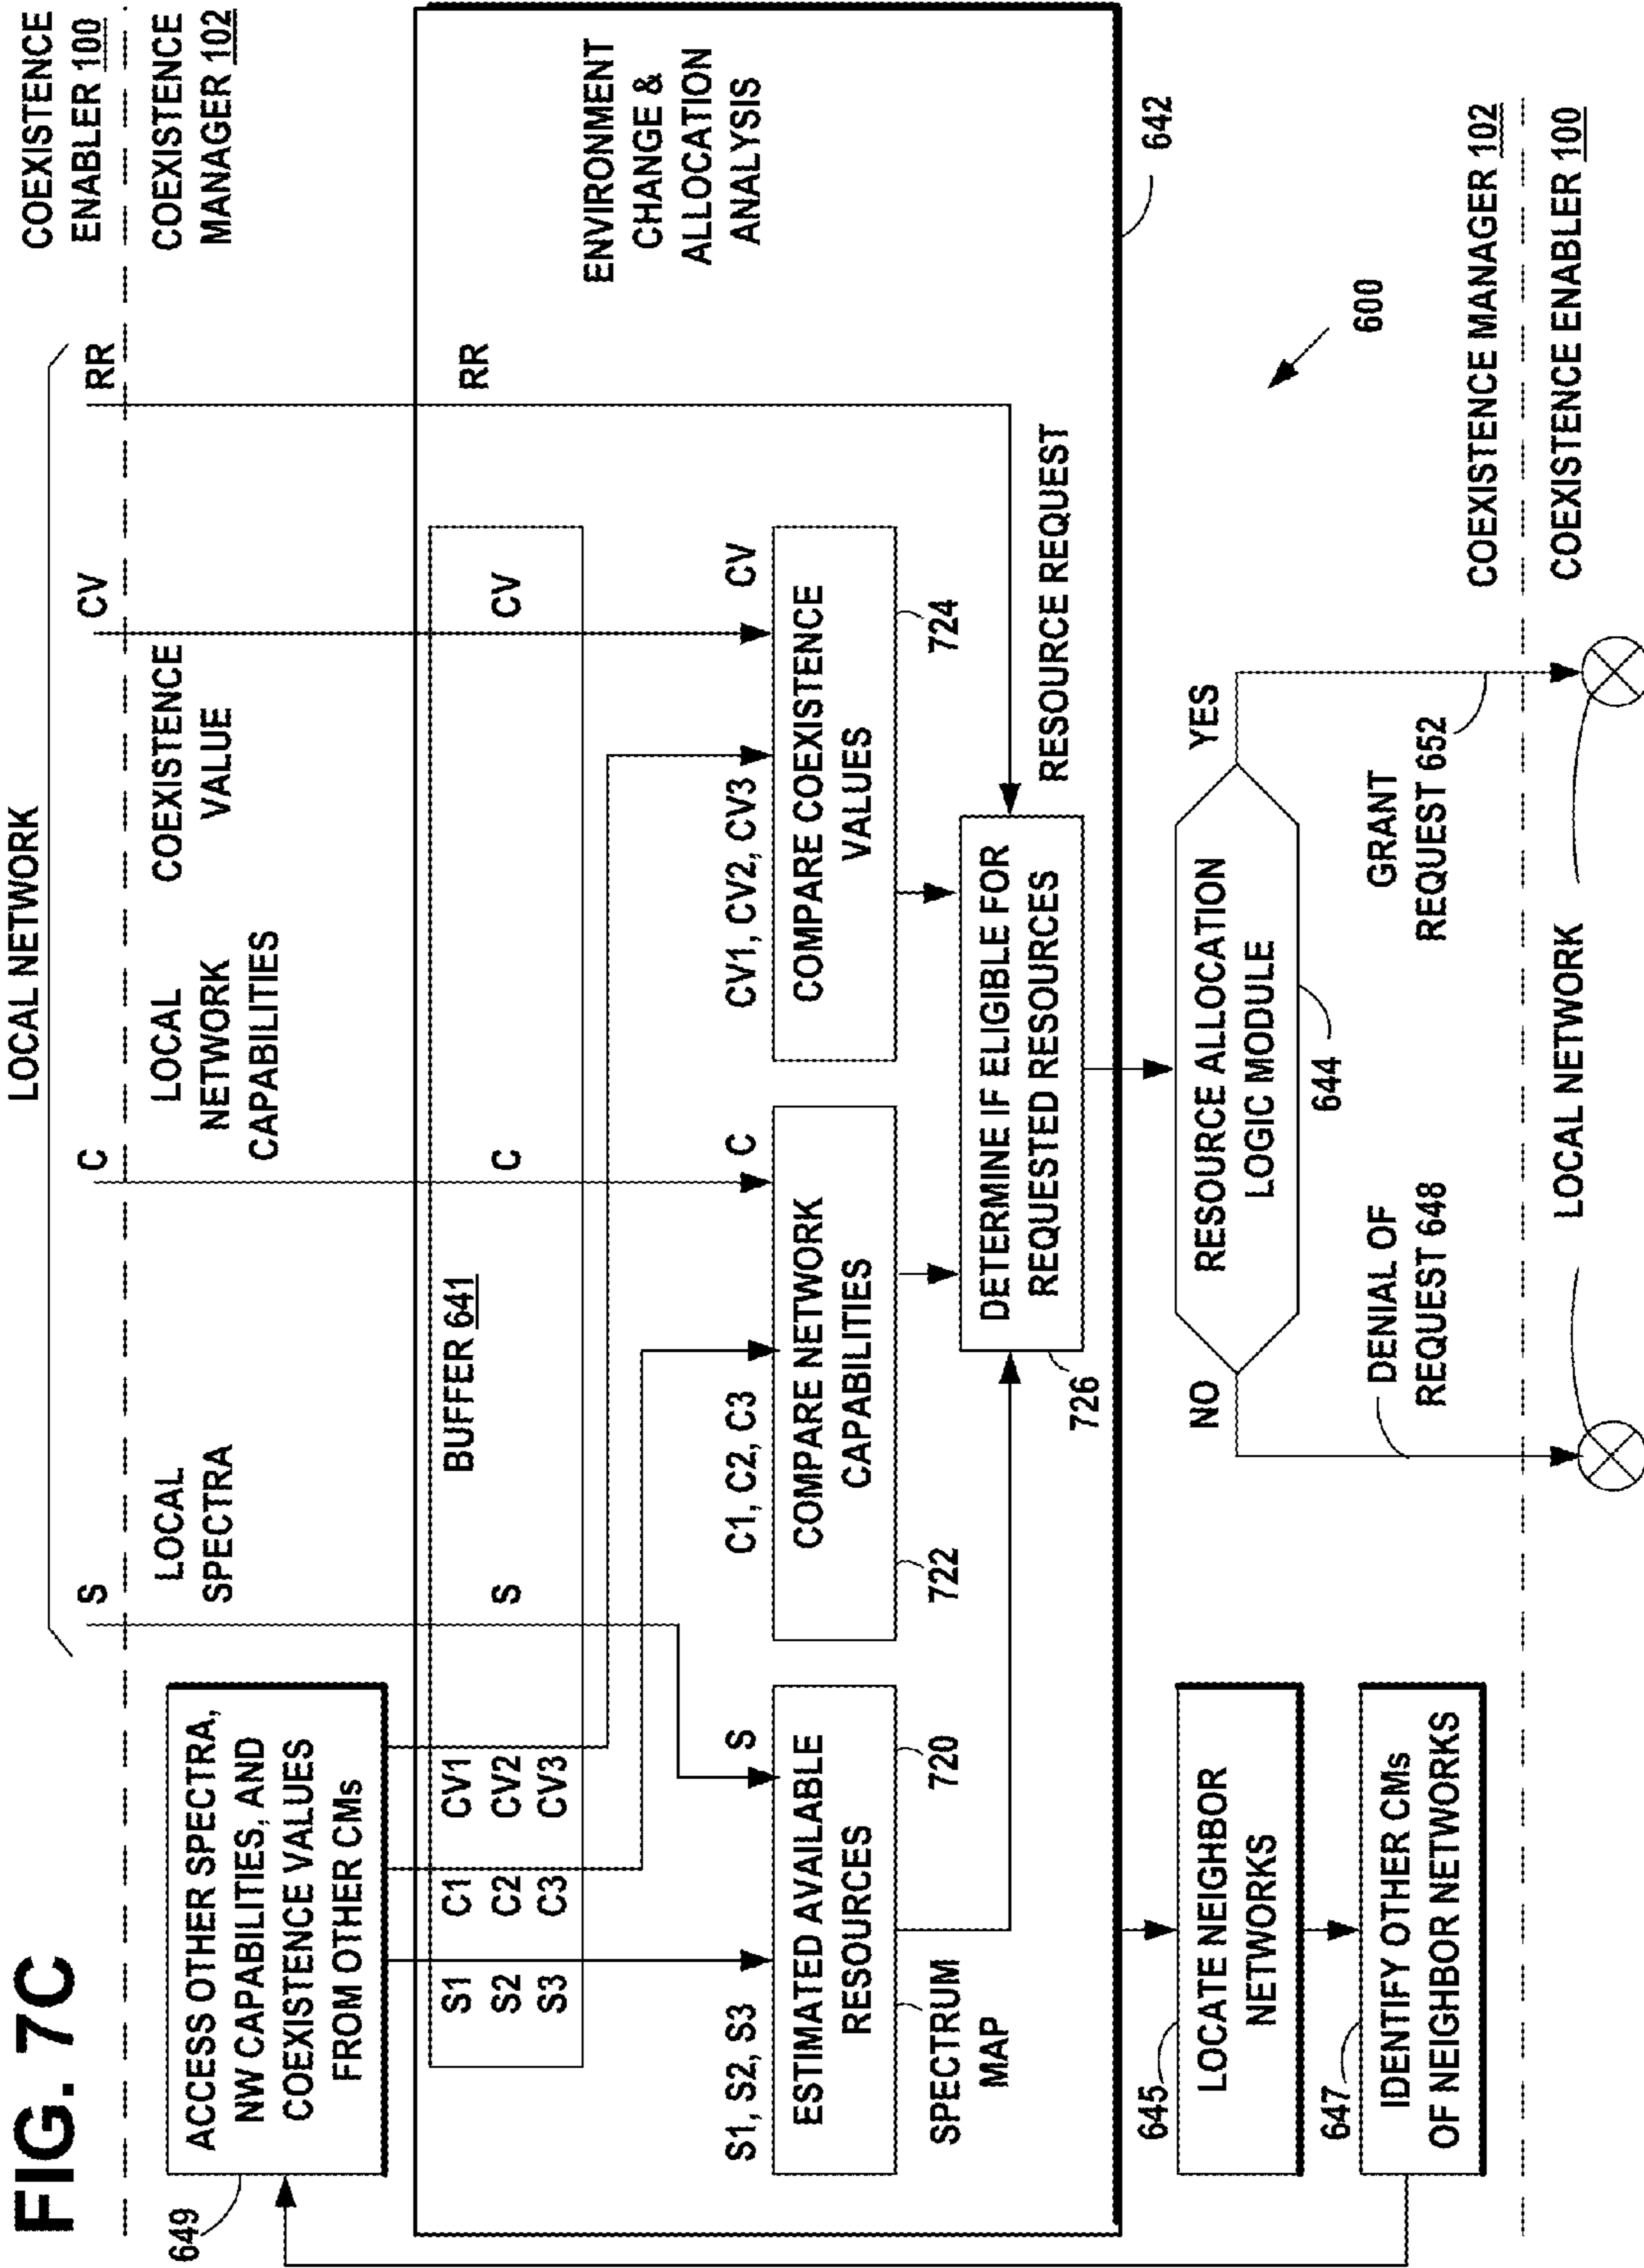 FIG. 7C
LOCAL NETWORK
S
C
CV
RR
COEXISTENCE
ENABLER 100
COEXISTENCE
MANAGER 102
LOCAL
SPECTRA
LOCAL
NETWORK
CAPABILITIES
COEXISTENCE
VALUE
649
ACCESS OTHER SPECTRA,
NW CAPABILITIES, AND
COEXISTENCE VALUES
FROM OTHER CMs
BUFFER 641
S1 C1 CV1
S2 C2 CV2
S3 C3 CV3
S
C
CV
RR
ENVIRONMENT
CHANGE &
ALLOCATION
ANALYSIS
S1, S2, S3
S
ESTIMATED AVAILABLE
RESOURCES
720
SPECTRUM
MAP
C1, C2, C3
C
COMPARE NETWORK
CAPABILITIES
722
CV1, CV2, CV3
CV
COMPARE COEXISTENCE
VALUES
724
DETERMINE IF ELIGIBLE FOR
REQUESTED RESOURCES
726
RESOURCE REQUEST
642
645
LOCATE NEIGHBOR
NETWORKS
647
IDENTIFY OTHER CMs
OF NEIGHBOR NETWORKS
NO
RESOURCE ALLOCATION
LOGIC MODULE
644
YES
DENIAL OF
REQUEST 648
GRANT
REQUEST 652
600
COEXISTENCE MANAGER 102
COEXISTENCE ENABLER 100
LOCAL NETWORK